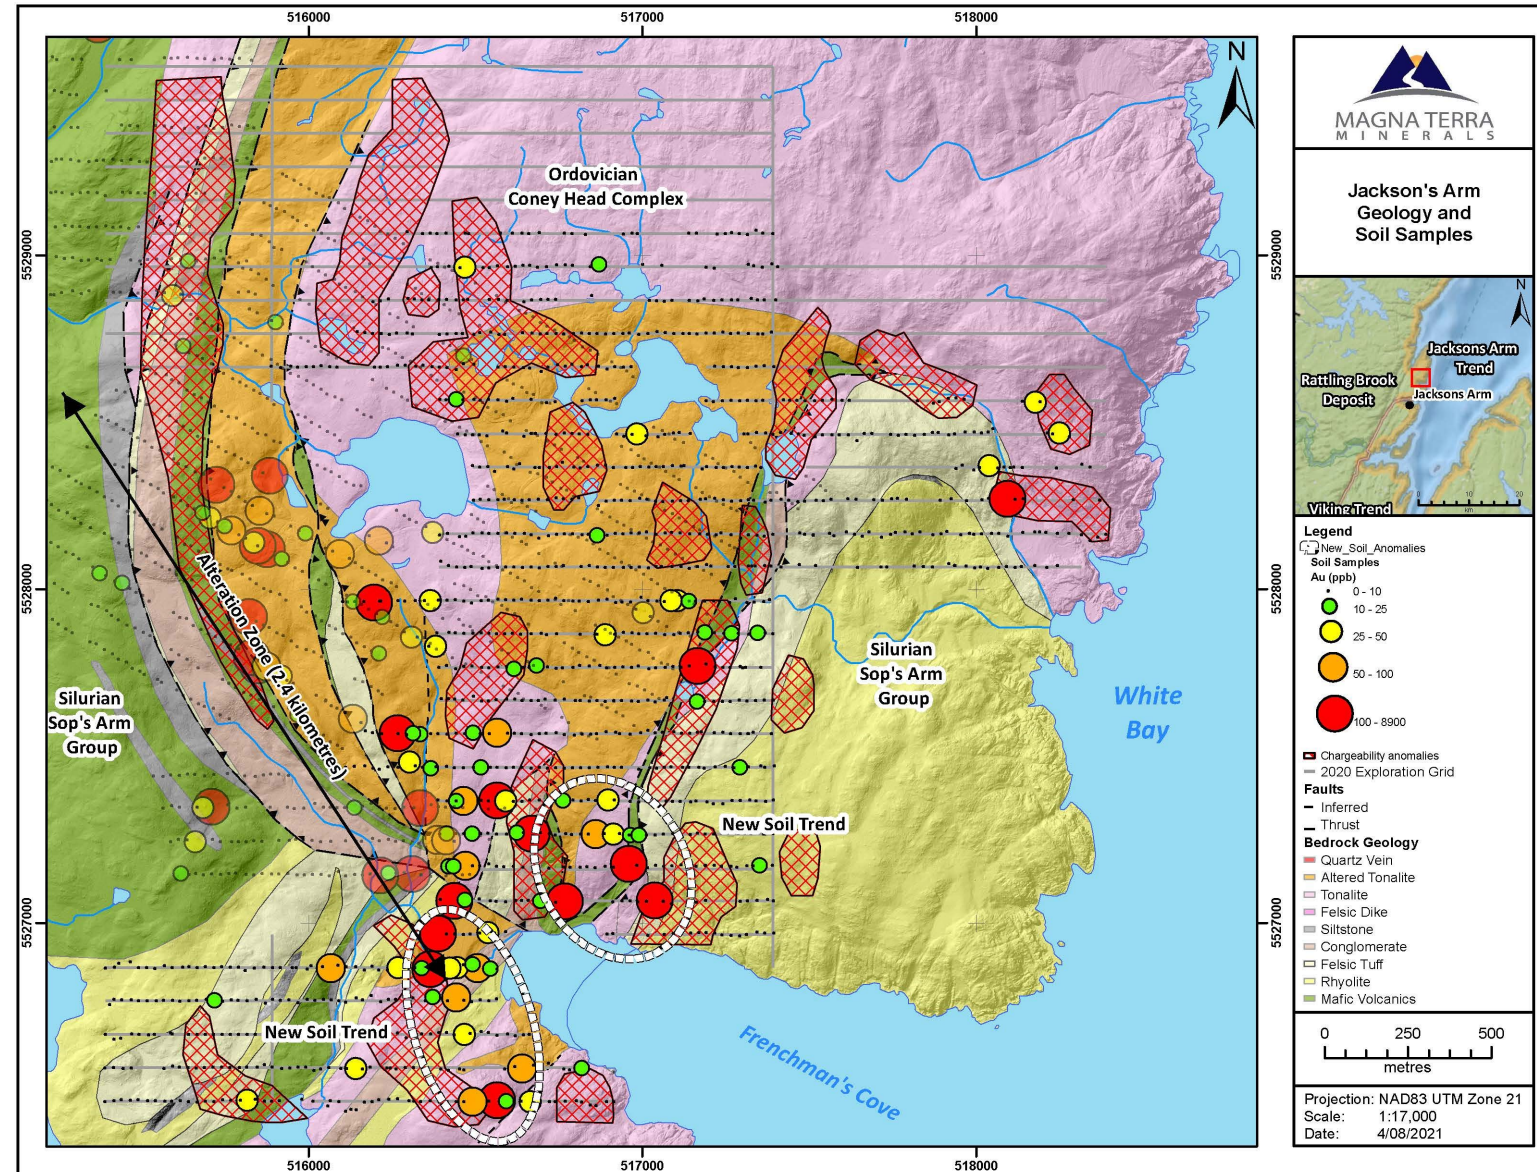 516000
517000
518000
5529000
5528000
5527000
5529000
5528000
5527000
516000
517000
518000
N
Ordovician
Coney Head Complex
Alteration Zone (2.4 kilometres)
Silurian
Sop's Arm
Group
Silurian
Sop's Arm
Group
White
Bay
New Soil Trend
New Soil Trend
Frenchman's Cove
MAGNA TERRA
MINERALS
Jackson's Arm
Geology and
Soil Samples
N
Jacksons Arm
Trend
Rattling Brook
Deposit
Jacksons Arm
Viking Trend
0 10 20
km
Legend
New_Soil_Anomalies
Soil Samples
Au (ppb)
0 - 10
10 - 25
25 - 50
50 - 100
100 - 8900
Chargeability anomalies
2020 Exploration Grid
Faults
Inferred
Thrust
Bedrock Geology
Quartz Vein
Altered Tonalite
Tonalite
Felsic Dike
Siltstone
Conglomerate
Felsic Tuff
Rhyolite
Mafic Volcanics
0 250 500
metres
Projection: NAD83 UTM Zone 21
Scale: 1:17,000
Date: 4/08/2021